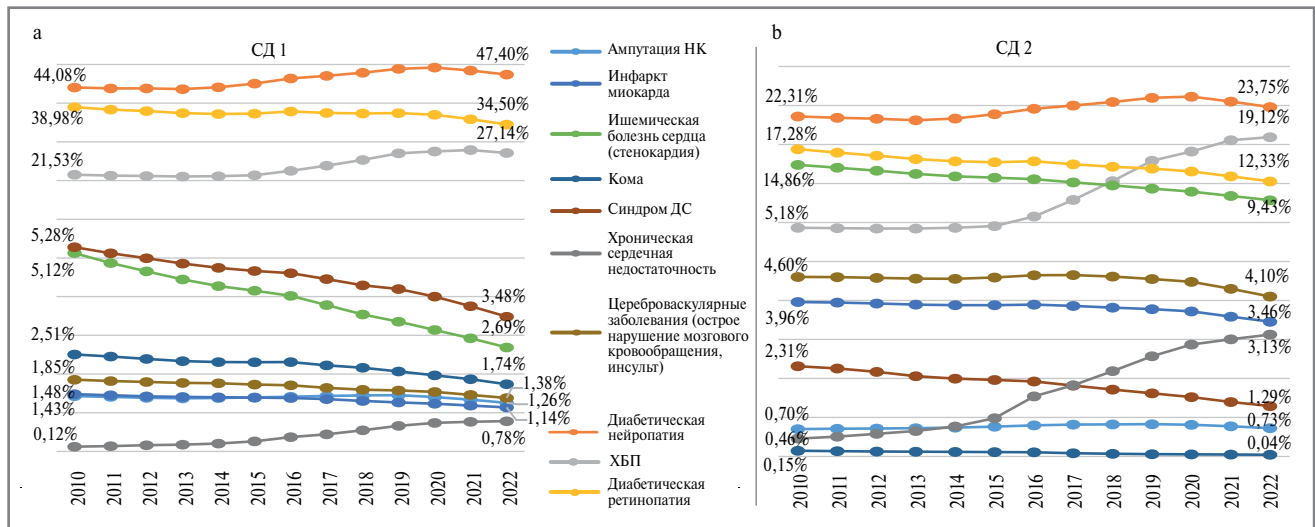 a
СД 1
44,08%
47,40%
38,98%
34,50%
27,14%
21,53%
5,28%
5,12%
3,48%
2,69%
2,51%
1,74%
1,85%
1,38%
1,48%
1,26%
1,43%
1,14%
0,12%
0,78%
2010
2011
2012
2013
2014
2015
2016
2017
2018
2019
2020
2021
2022
Ампутация НК
Инфаркт
миокарда
Ишемическая
болезнь сердца
(стенокардия)
Кома
Синдром ДС
Хроническая
сердечная
недостаточность
Цереброваскулярные
заболевания (острое
нарушение мозгового
кровообращения,
инсульт)
Диабетическая
нейропатия
ХБП
Диабетическая
ретинопатия
b
СД 2
22,31%
23,75%
19,12%
17,28%
12,33%
14,86%
9,43%
5,18%
4,60%
4,10%
3,96%
3,46%
3,13%
2,31%
1,29%
0,70%
0,73%
0,46%
0,04%
0,15%
2010
2011
2012
2013
2014
2015
2016
2017
2018
2019
2020
2021
2022